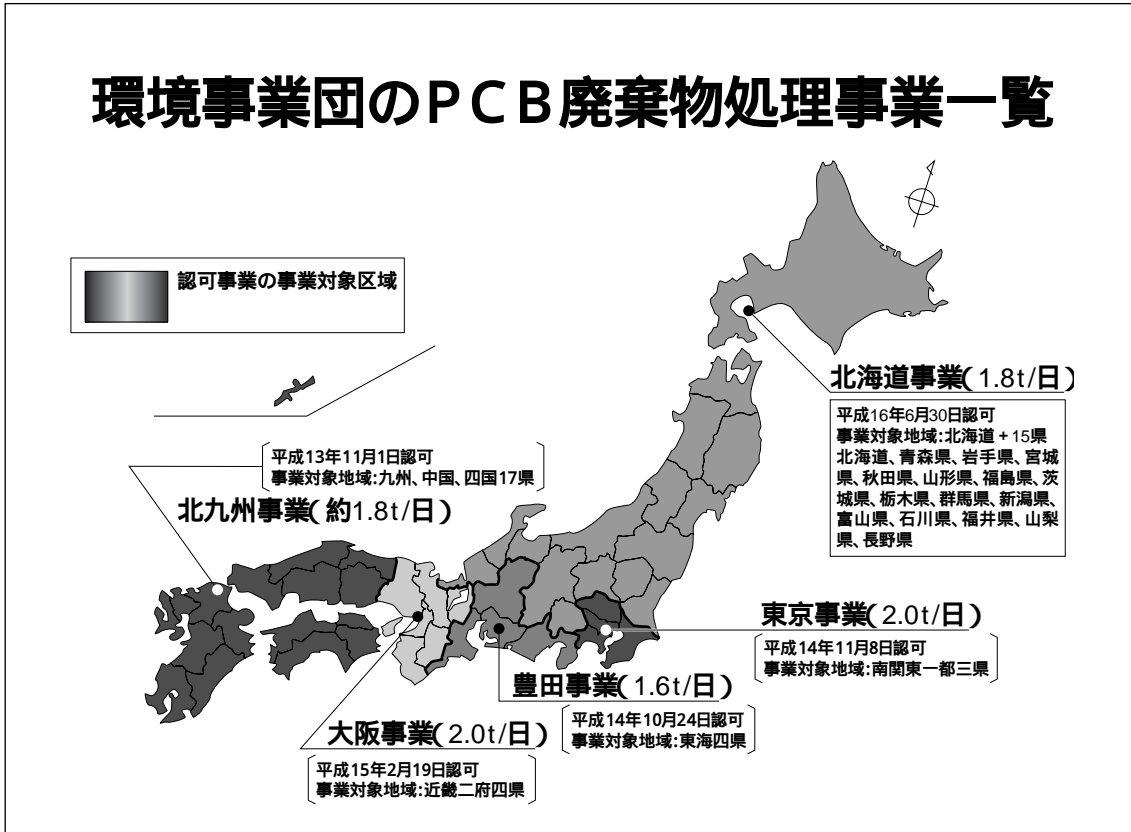 環境事業団のPCB廃棄物処理事業一覧
認可事業の事業対象区域
北海道事業(1.8t/日)
平成16年6月30日認可
事業対象地域:北海道+15県
北海道、青森県、岩手県、宮城
県、秋田県、山形県、福島県、茨
城県、栃木県、群馬県、新潟県、
富山県、石川県、福井県、山梨
県、長野県
平成13年11月1日認可
事業対象地域:九州、中国、四国17県
北九州事業(約1.8t/日)
東京事業(2.0t/日)
平成14年11月8日認可
事業対象地域:南関東一都三県
豊田事業(1.6t/日)
平成14年10月24日認可
事業対象地域:東海四県
大阪事業(2.0t/日)
平成15年2月19日認可
事業対象地域:近畿二府四県